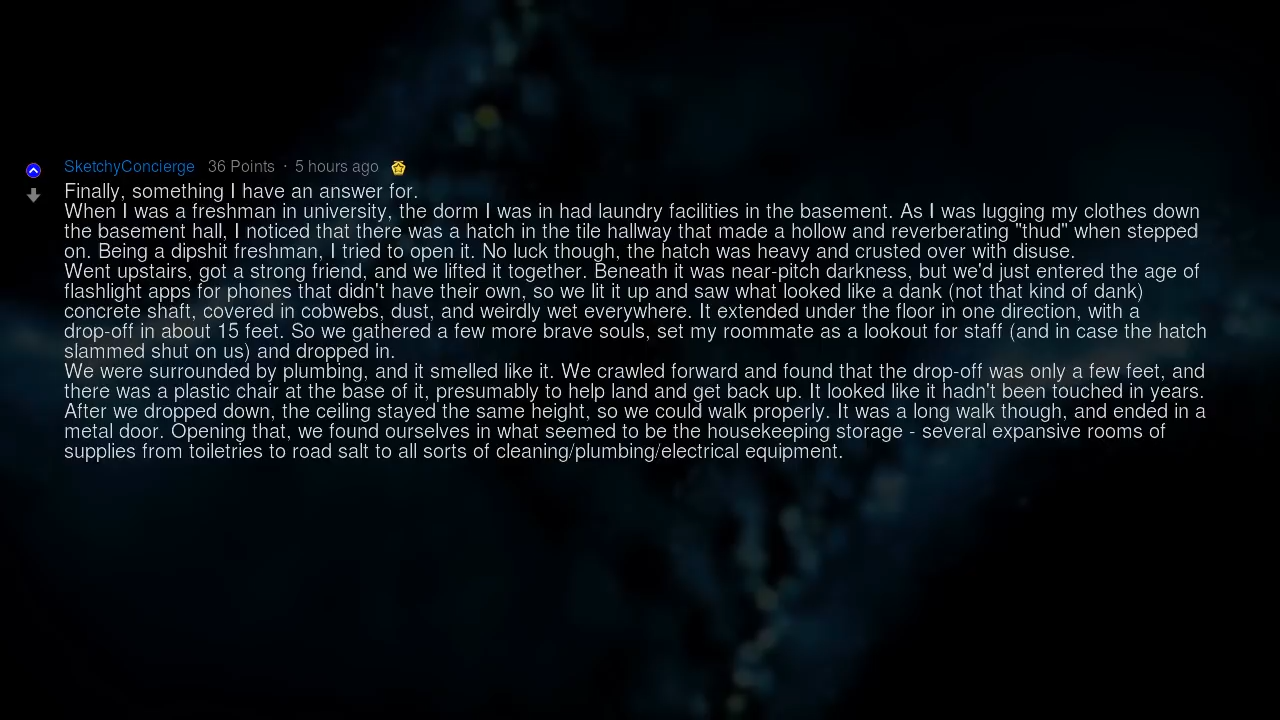 SketchyConcierge 36 Points · 5 hours ago
Finally, something I have an answer for.
When I was a freshman in university, the dorm I was in had laundry facilities in the basement. As I was lugging my clothes down
the basement hall, I noticed that there was a hatch in the tile hallway that made a hollow and reverberating "thud" when stepped
on. Being a dipshit freshman, I tried to open it. No luck though, the hatch was heavy and crusted over with disuse.
Went upstairs, got a strong friend, and we lifted it together. Beneath it was near-pitch darkness, but we'd just entered the age of
flashlight apps for phones that didn't have their own, so we lit it up and saw what looked like a dank (not that kind of dank)
concrete shaft, covered in cobwebs, dust, and weirdly wet everywhere. It extended under the floor in one direction, with a
drop-off in about 15 feet. So we gathered a few more brave souls, set my roommate as a lookout for staff (and in case the hatch
slammed shut on us) and dropped in.
We were surrounded by plumbing, and it smelled like it. We crawled forward and found that the drop-off was only a few feet, and
there was a plastic chair at the base of it, presumably to help land and get back up. It looked like it hadn't been touched in years.
After we dropped down, the ceiling stayed the same height, so we could walk properly. It was a long walk though, and ended in a
metal door. Opening that, we found ourselves in what seemed to be the housekeeping storage - several expansive rooms of
supplies from toiletries to road salt to all sorts of cleaning/plumbing/electrical equipment.